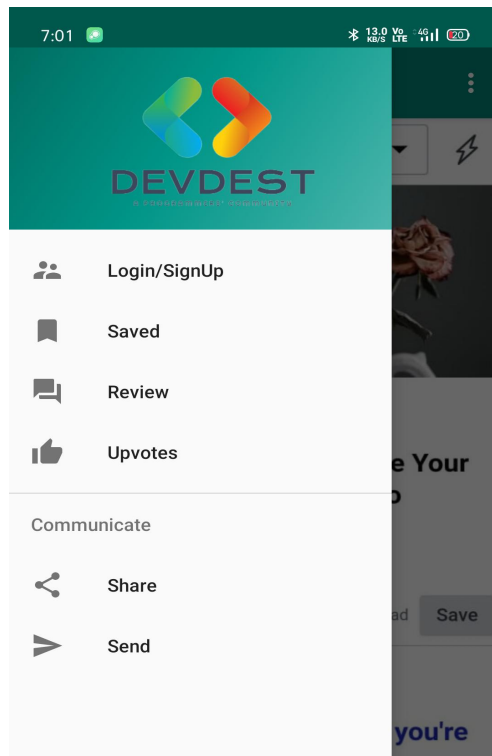 7:01
13.0 KB/S Vo LTE 4G 20
DEVDEST
Login/SignUp
Saved
Review
Upvotes
e Your
Communicate
Share
ad Save
Send
you're